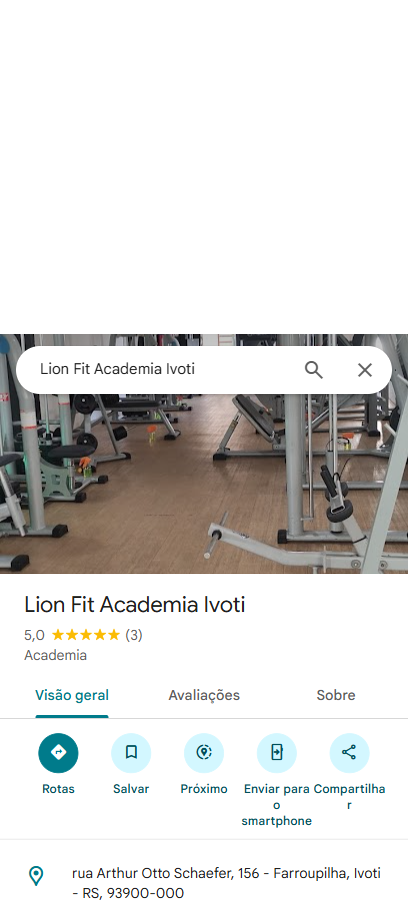 Lion Fit Academia Ivoti
Lion Fit Academia Ivoti
5,0 (3)
Academia
Visão geral Avaliações Sobre
Rotas Salvar Próximo Enviar para o smartphone Compartilhar
rua Arthur Otto Schaefer, 156 - Farroupilha, Ivoti
- RS, 93900-000